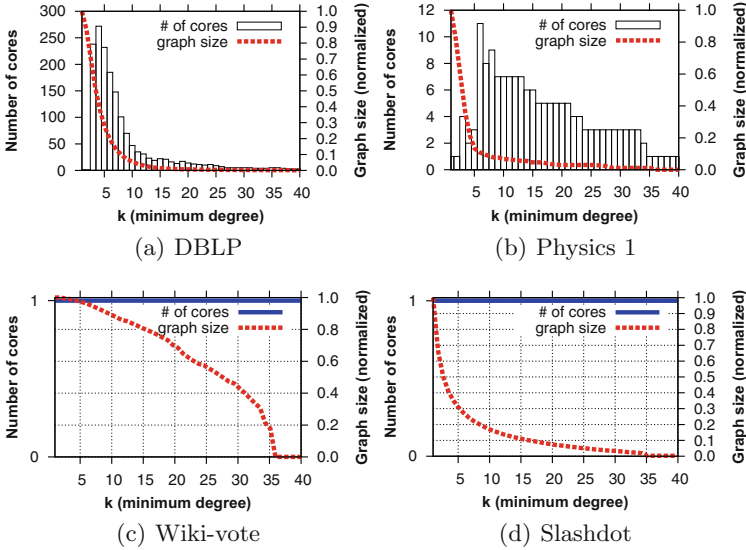 Number of cores
300
250
200
150
100
50
0
# of cores
graph size
1.0
0.9
0.8
0.7
0.6
0.5
0.4
0.3
0.2
0.1
0.0
Graph size (normalized)
5 10 15 20 25 30 35 40
k (minimum degree)
(a) DBLP
Number of cores
12
10
8
6
4
2
0
# of cores
graph size
1.0
0.8
0.6
0.4
0.2
0.0
Graph size (normalized)
5 10 15 20 25 30 35 40
k (minimum degree)
(b) Physics 1
Number of cores
1
0
# of cores
graph size
1.0
0.8
0.6
0.4
0.2
0.0
Graph size (normalized)
5 10 15 20 25 30 35 40
k (minimum degree)
(c) Wiki-vote
Number of cores
1
0
# of cores
graph size
1.0
0.9
0.8
0.7
0.6
0.5
0.4
0.3
0.2
0.1
0.0
Graph size (normalized)
5 10 15 20 25 30 35 40
k (minimum degree)
(d) Slashdot